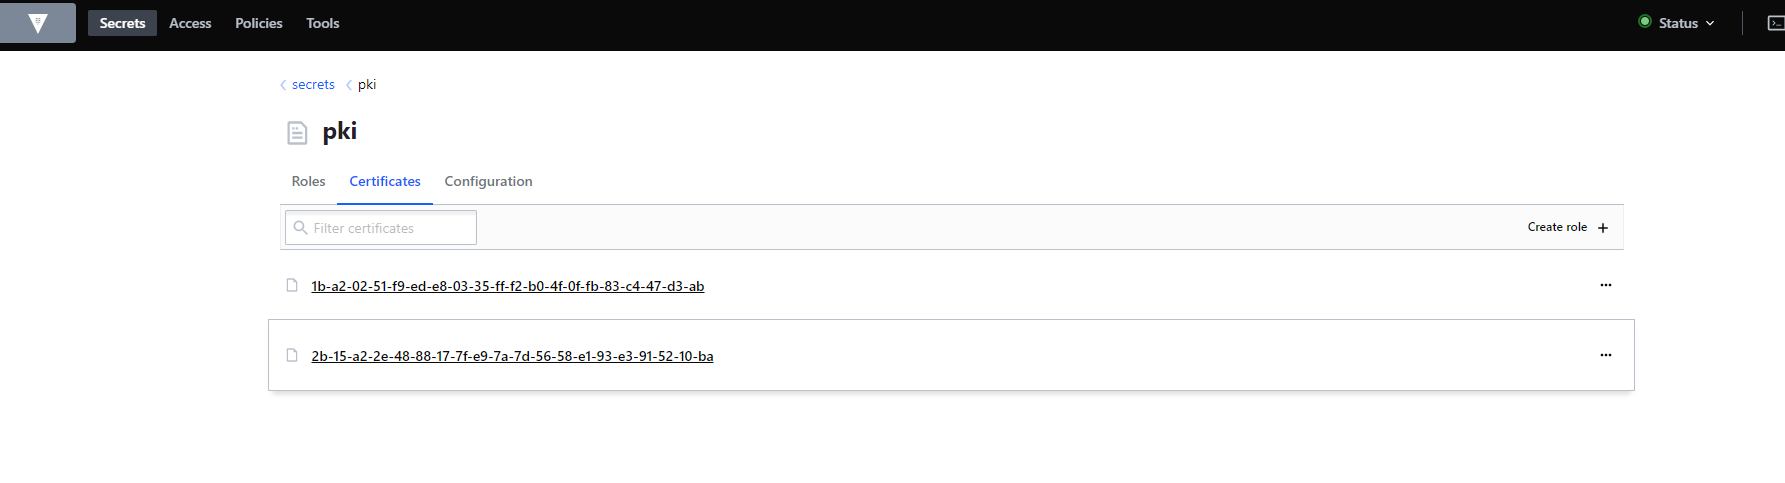 Secrets Access Policies Tools Status
secrets pki
pki
Roles Certificates Configuration
Filter certificates Create role +
1b-a2-02-51-f9-ed-e8-03-35-ff-f2-b0-4f-0f-fb-83-c4-47-d3-ab
2b-15-a2-2e-48-88-17-7f-e9-7a-7d-56-58-e1-93-e3-91-52-10-ba